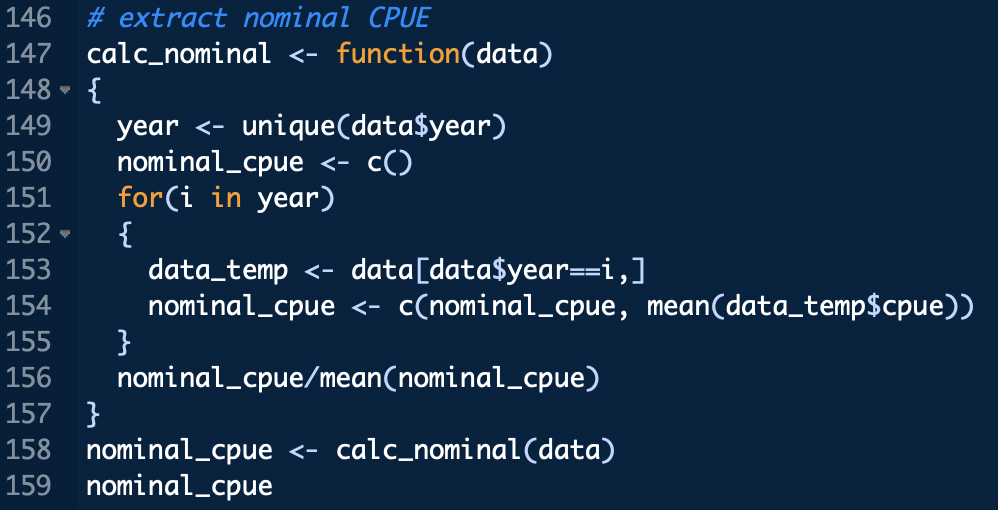 146 # extract nominal CPUE
147 calc_nominal <- function(data)
148 {
149   year <- unique(data$year)
150   nominal_cpue <- c()
151   for(i in year)
152   {
153     data_temp <- data[data$year==i,]
154     nominal_cpue <- c(nominal_cpue, mean(data_temp$cpue))
155   }
156   nominal_cpue/mean(nominal_cpue)
157 }
158 nominal_cpue <- calc_nominal(data)
159 nominal_cpue